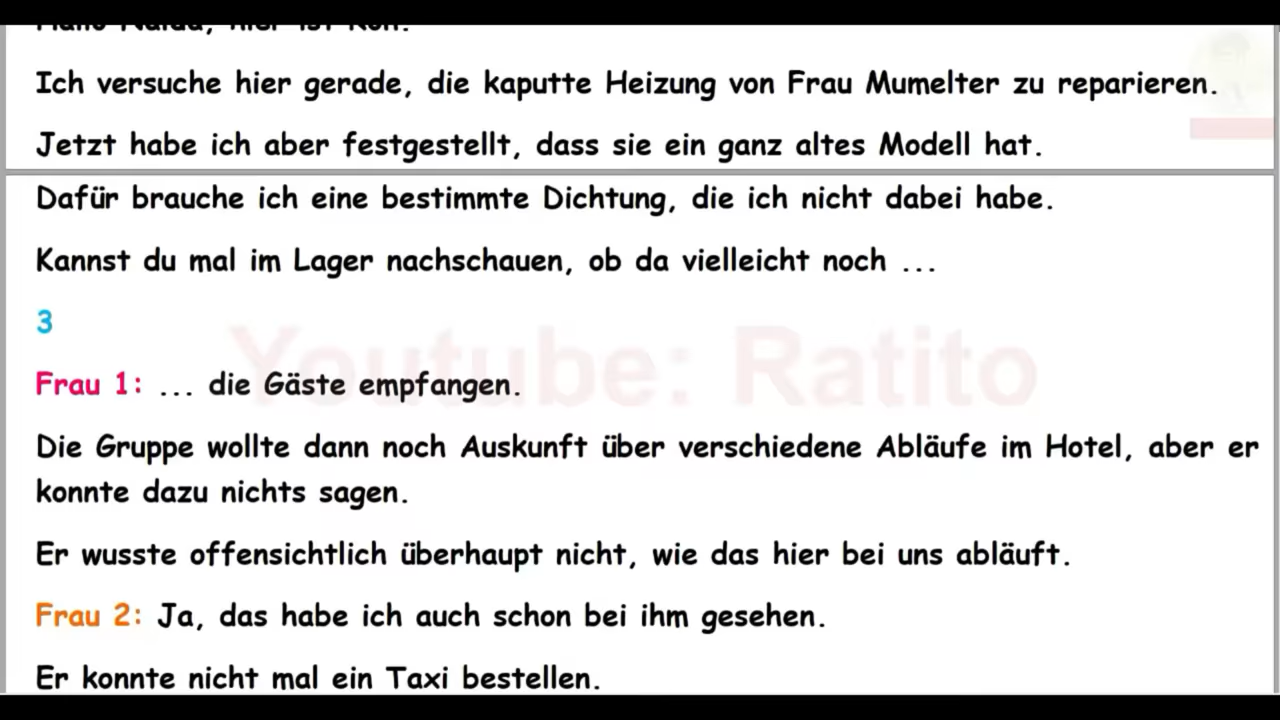 Ich versuche hier gerade, die kaputte Heizung von Frau Mumelter zu reparieren.
Jetzt habe ich aber festgestellt, dass sie ein ganz altes Modell hat.
Dafür brauche ich eine bestimmte Dichtung, die ich nicht dabei habe.
Kannst du mal im Lager nachschauen, ob da vielleicht noch ...
3
Youtube: Ratito
Frau 1: ... die Gäste empfangen.
Die Gruppe wollte dann noch Auskunft über verschiedene Abläufe im Hotel, aber er
konnte dazu nichts sagen.
Er wusste offensichtlich überhaupt nicht, wie das hier bei uns abläuft.
Frau 2: Ja, das habe ich auch schon bei ihm gesehen.
Er konnte nicht mal ein Taxi bestellen.